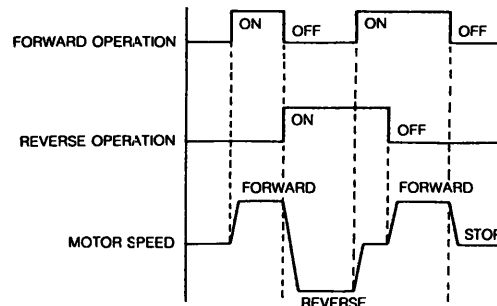 ON
OFF
ON
OFF
FORWARD OPERATION
ON
OFF
REVERSE OPERATION
FORWARD
FORWARD
MOTOR SPEED
STOP
REVERSE